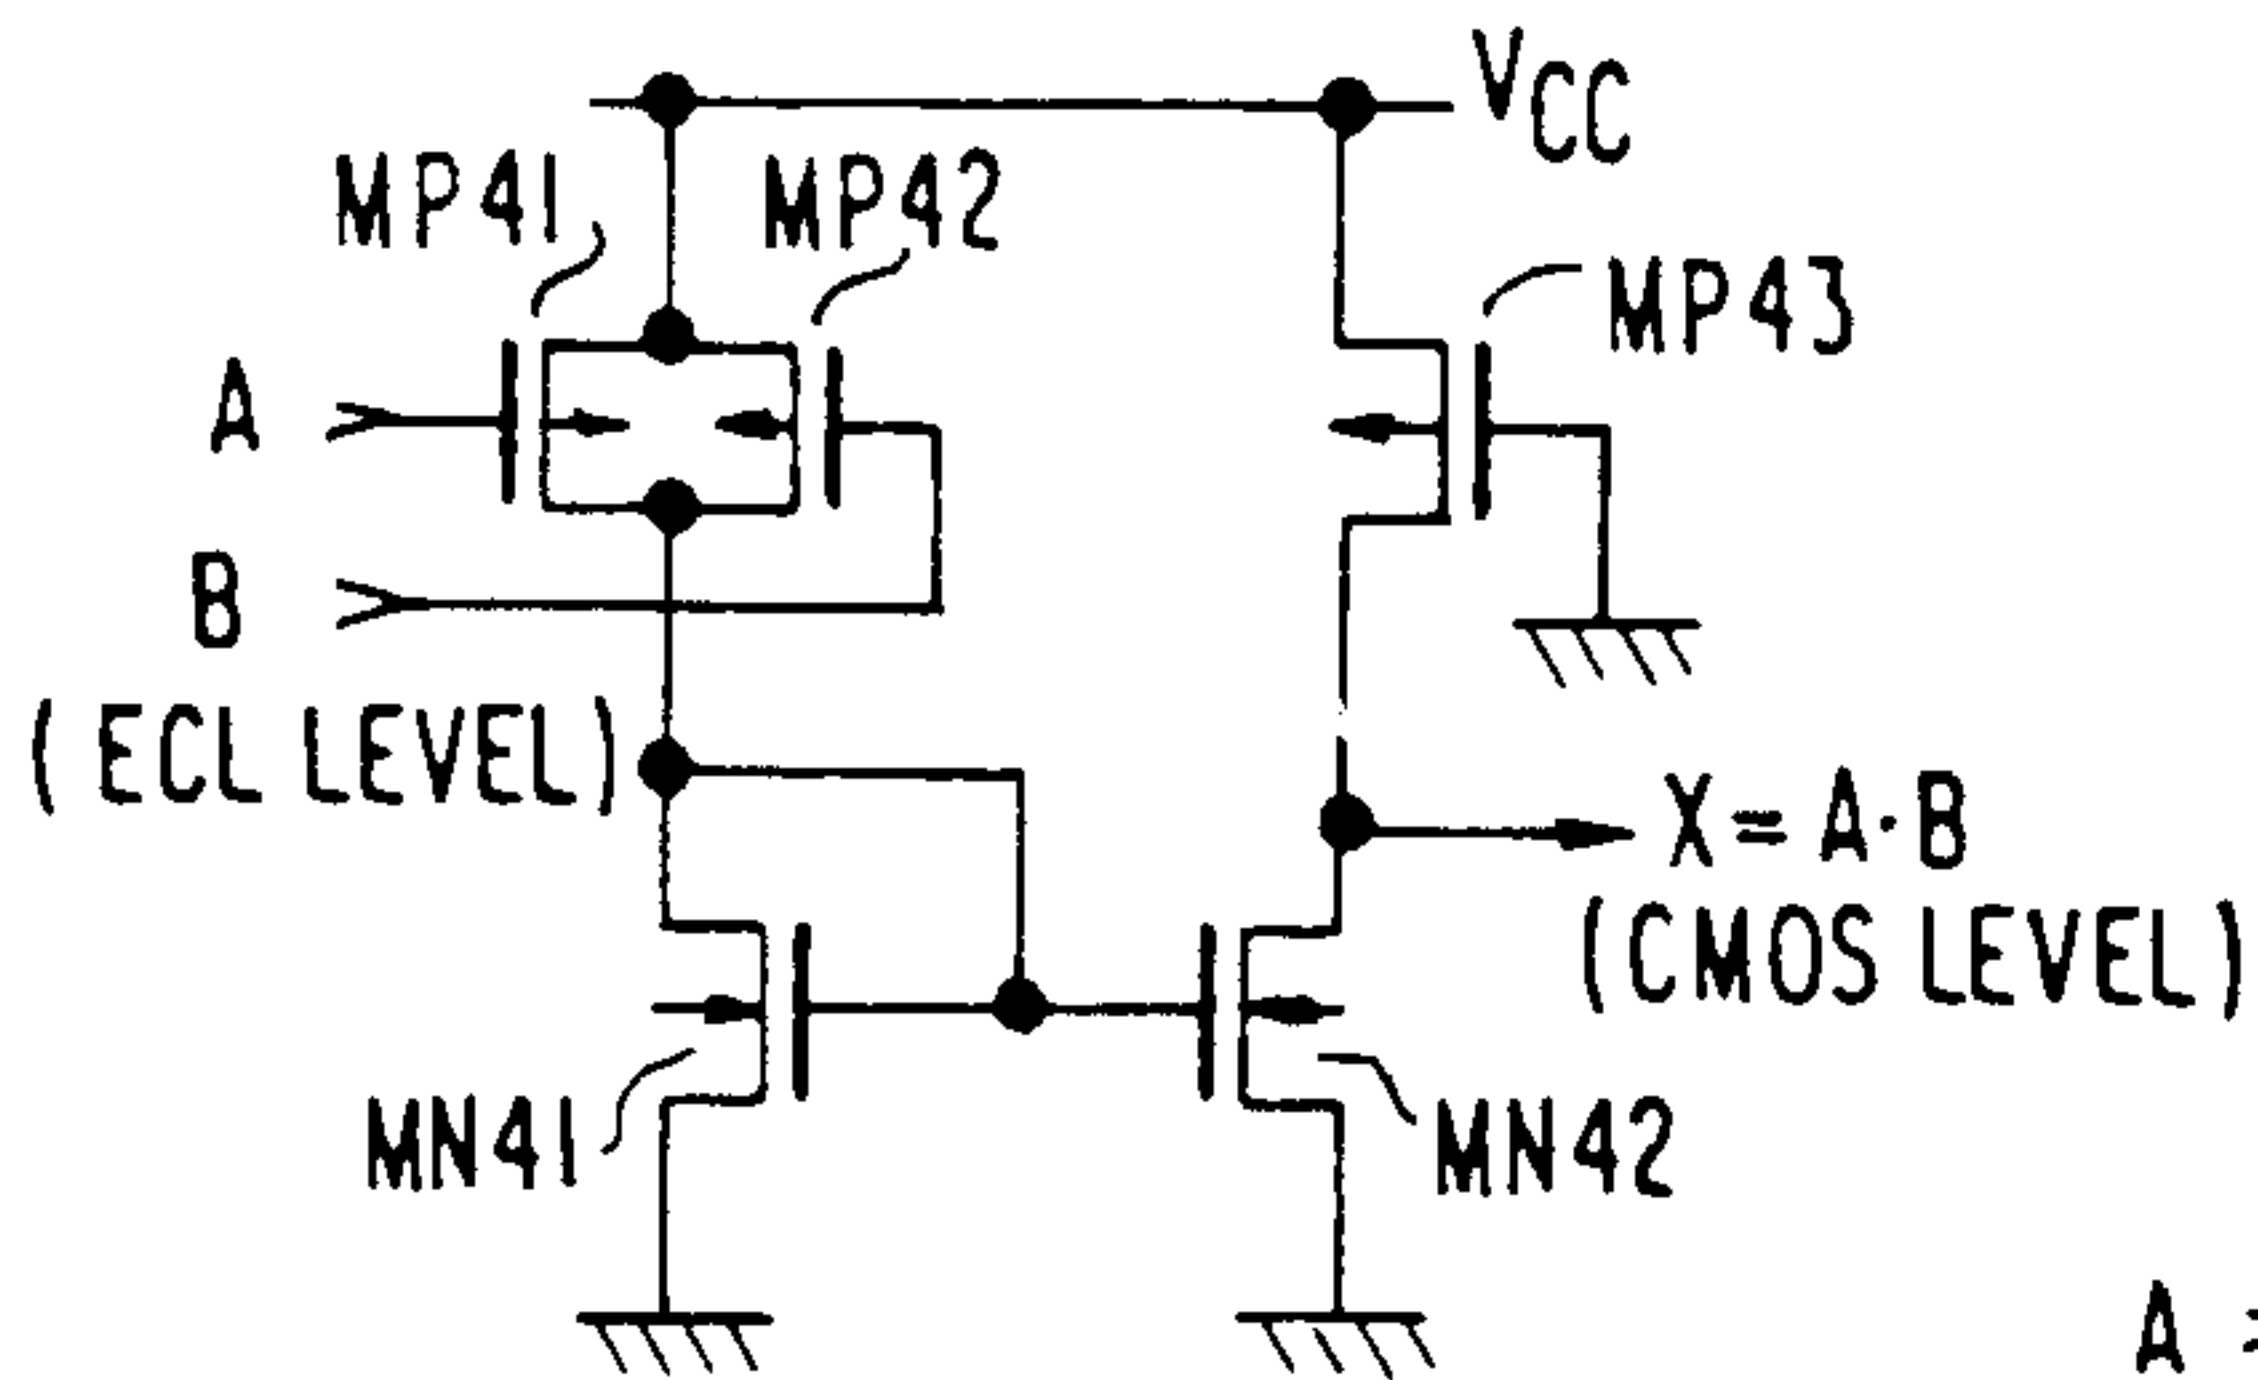 VCC
MP41
MP42
MP43
A
B
(ECL LEVEL)
X = A·B
(CMOS LEVEL)
MN41
MN42
A